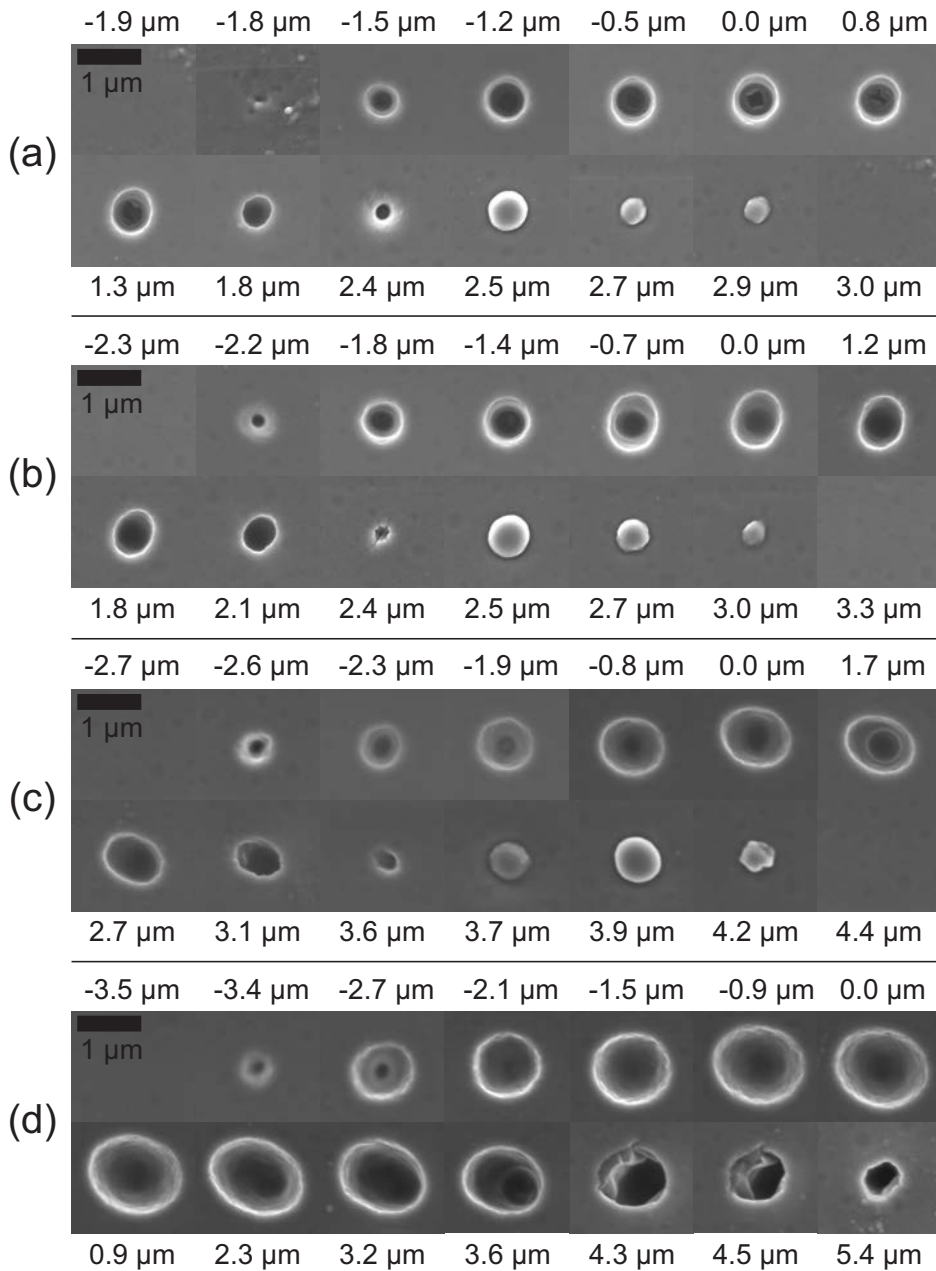 -1.9 µm -1.8 µm -1.5 µm -1.2 µm -0.5 µm 0.0 µm 0.8 µm
1 µm
(a)
1.3 µm 1.8 µm 2.4 µm 2.5 µm 2.7 µm 2.9 µm 3.0 µm
-2.3 µm -2.2 µm -1.8 µm -1.4 µm -0.7 µm 0.0 µm 1.2 µm
1 µm
(b)
1.8 µm 2.1 µm 2.4 µm 2.5 µm 2.7 µm 3.0 µm 3.3 µm
-2.7 µm -2.6 µm -2.3 µm -1.9 µm -0.8 µm 0.0 µm 1.7 µm
1 µm
(c)
2.7 µm 3.1 µm 3.6 µm 3.7 µm 3.9 µm 4.2 µm 4.4 µm
-3.5 µm -3.4 µm -2.7 µm -2.1 µm -1.5 µm -0.9 µm 0.0 µm
1 µm
(d)
0.9 µm 2.3 µm 3.2 µm 3.6 µm 4.3 µm 4.5 µm 5.4 µm